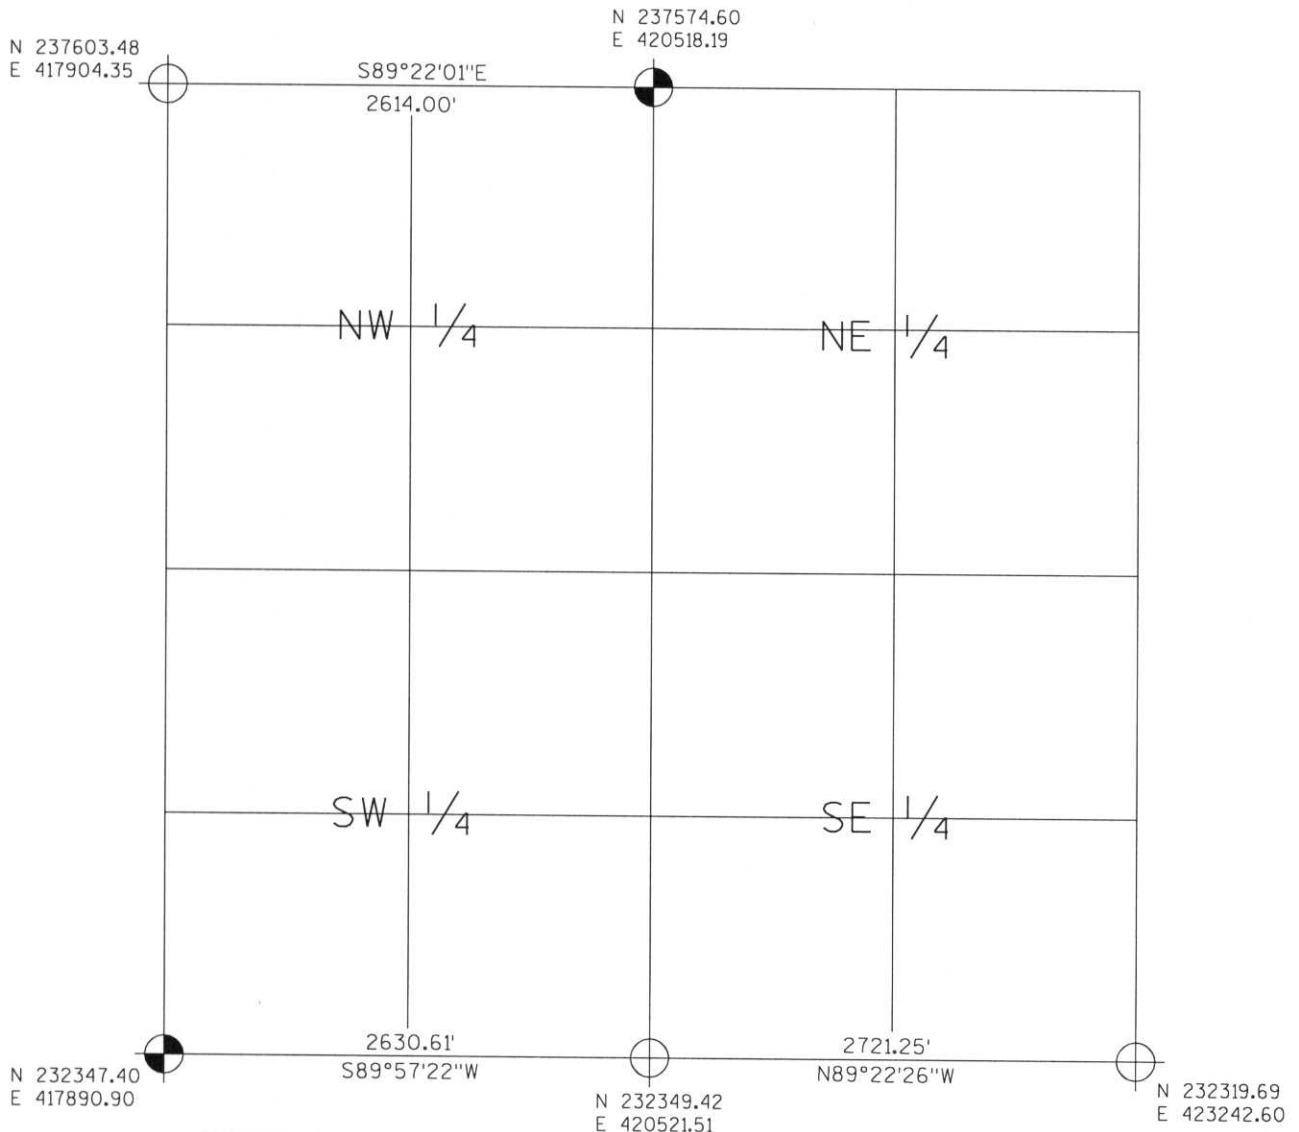 N 237574.60
E 420518.19
N 237603.48
E 417904.35
S89°22'01"E
2614.00'
NW 1/4
NE 1/4
SW 1/4
SE 1/4
2630.61'
S89°57'22"W
2721.25'
N89°22'26"W
N 232347.40
E 417890.90
N 232349.42
E 420521.51
N 232319.69
E 423242.60